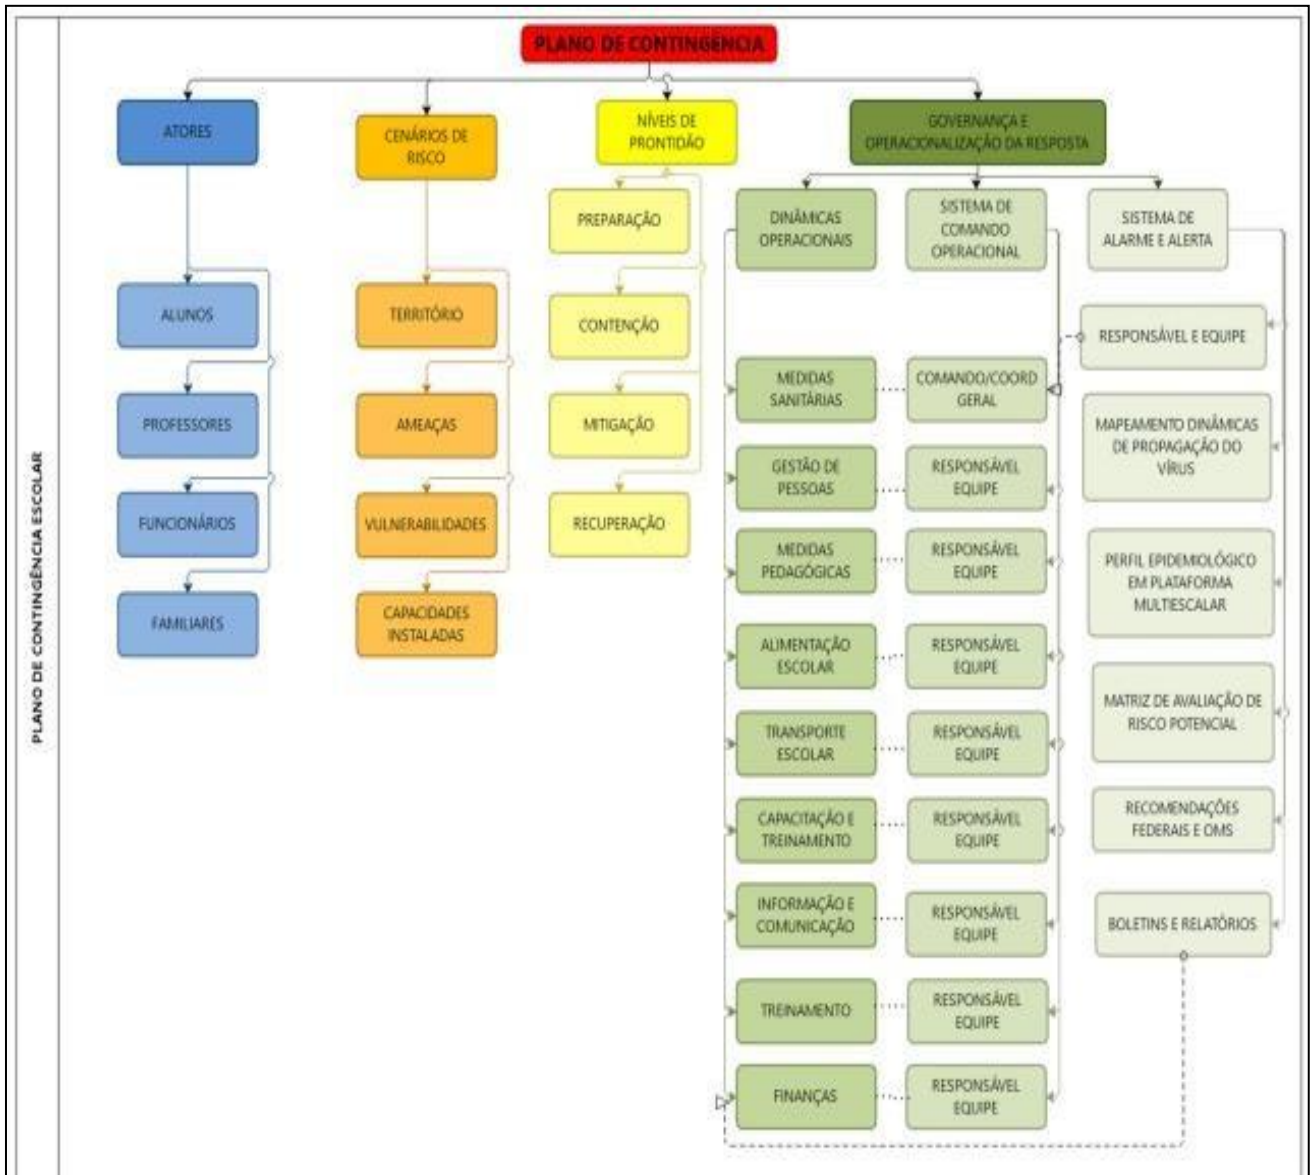 PLANO DE CONTINGÊNCIA ESCOLAR
PLANO DE CONTINGÊNCIA
ATORES
ALUNOS
PROFESSORES
FUNCIONÁRIOS
FAMILIARES
CENÁRIOS DE
RISCO
TERRITÓRIO
AMEAÇAS
VULNERABILIDADES
CAPACIDADES
INSTALADAS
NÍVEIS DE
PRONTIDÃO
PREPARAÇÃO
CONTENÇÃO
MITIGAÇÃO
RECUPERAÇÃO
GOVERNANÇA E
OPERACIONALIZAÇÃO DA RESPOSTA
DINÂMICAS
OPERACIONAIS
MEDIDAS
SANITÁRIAS
GESTÃO DE
PESSOAS
MEDIDAS
PEDAGÓGICAS
ALIMENTAÇÃO
ESCOLAR
TRANSPORTE
ESCOLAR
CAPACITAÇÃO E
TREINAMENTO
INFORMAÇÃO E
COMUNICAÇÃO
TREINAMENTO
FINANÇAS
SISTEMA DE
COMANDO
OPERACIONAL
COMANDO/COORD
GERAL
RESPONSÁVEL
EQUIPE
RESPONSÁVEL
EQUIPE
RESPONSÁVEL
EQUIPE
RESPONSÁVEL
EQUIPE
RESPONSÁVEL
EQUIPE
RESPONSÁVEL
EQUIPE
RESPONSÁVEL
EQUIPE
RESPONSÁVEL
EQUIPE
SISTEMA DE
ALARME E ALERTA
RESPONSÁVEL E EQUIPE
MAPEAMENTO DINÂMICAS
DE PROPAGAÇÃO DO
VÍRUS
PERFIL EPIDEMIOLÓGICO
EM PLATAFORMA
MULTIESCALAR
MATRIZ DE AVALIAÇÃO DE
RISCO POTENCIAL
RECOMENDAÇÕES
FEDERAIS E OMS
BOLETINS E RELATÓRIOS